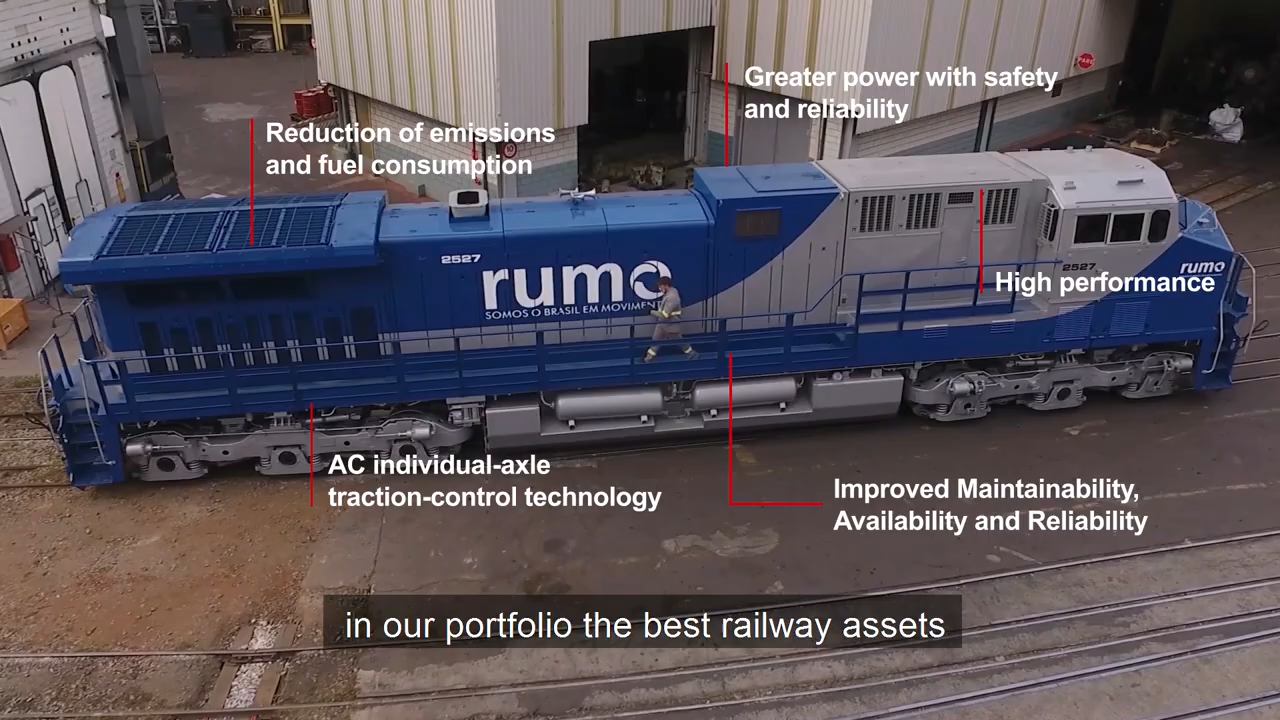 Greater power with safety
and reliability
PARE
Reduction of emissions
and fuel consumption
2527
rumo
SOMOS O BRASIL EM MOVIMENT
2527
rumo
High performance
AC individual-axle
traction-control technology
Improved Maintainability,
Availability and Reliability
in our portfolio the best railway assets